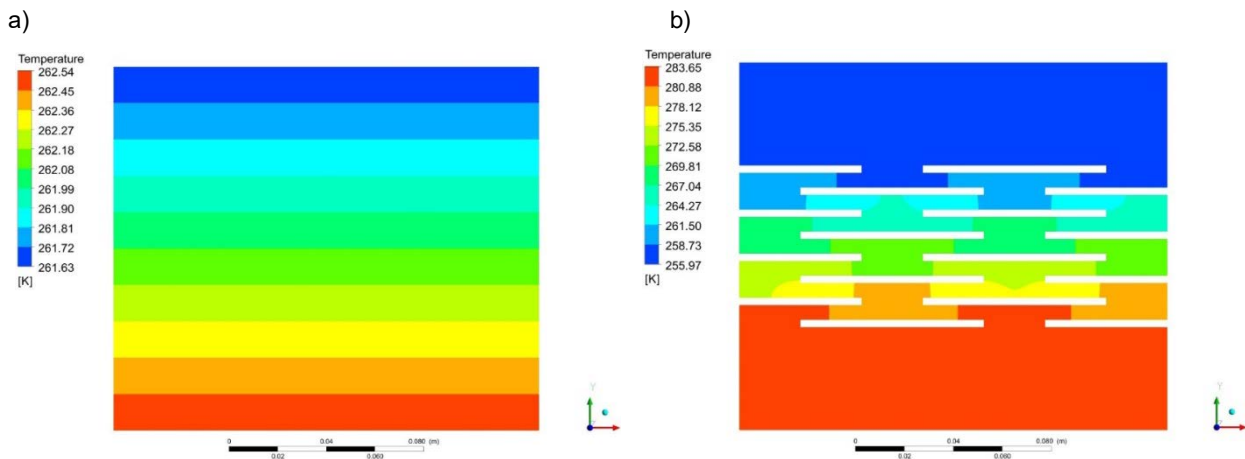 a)
b)
Temperature
262.54
262.45
262.36
262.27
262.18
262.08
261.99
261.90
261.81
261.72
261.63
[K]
0 0.04 0.080 (m)
0.02 0.060
Y
Temperature
283.65
280.88
278.12
275.35
272.58
269.81
267.04
264.27
261.50
258.73
255.97
[K]
0 0.04 0.080 (m)
0.02 0.060
Y